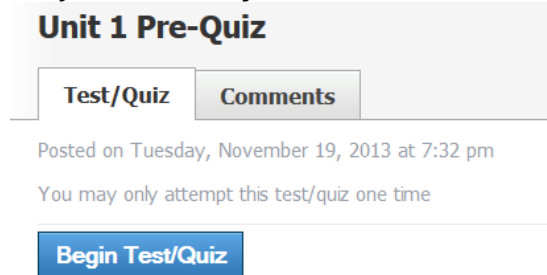 Unit 1 Pre-Quiz
Test/Quiz Comments
Posted on Tuesday, November 19, 2013 at 7:32 pm
You may only attempt this test/quiz one time
Begin Test/Quiz